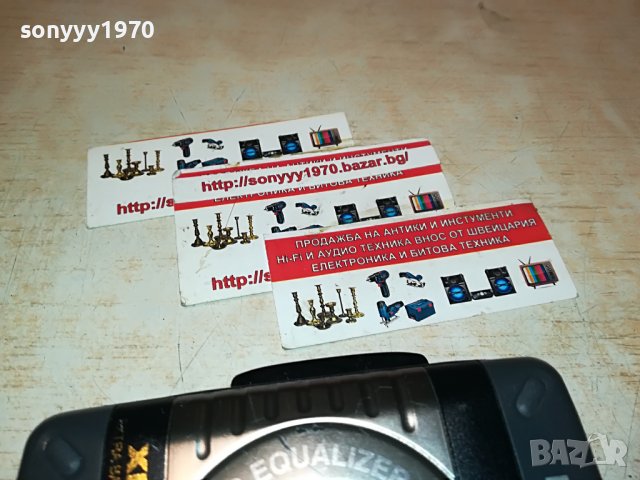 sonyyy1970
http://s
http://sonyyy1970.bazar.bg/
ЕЛЕКТРОНИКА И БИТОВА ТЕХНИКА
http://s
ПРОДАЖБА НА АНТИКИ И ИНСТУМЕНТИ
Hi-Fi И АУДИО ТЕХНИКА ВНОС ОТ ШВЕЙЦАРИЯ
ЕЛЕКТРОНИКА И БИТОВА ТЕХНИКА
EQUALIZER
bazar